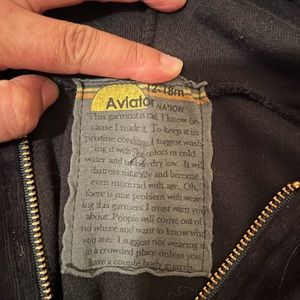 12-18m
Aviator NATION
This garment is rad, I know be-
cause I made it. To keep it in
pristine condition I suggest wash-
ing it with like colors in cold
water and tumble dry low. It will
distress naturally and become
even more rad with age. Oh,
there is one problem with wear-
ing this garment I must warn you
about: People will come out of
no where and want to know who
you are. I suggest not wearing it
in a crowded place unless you
have a couple body guards.